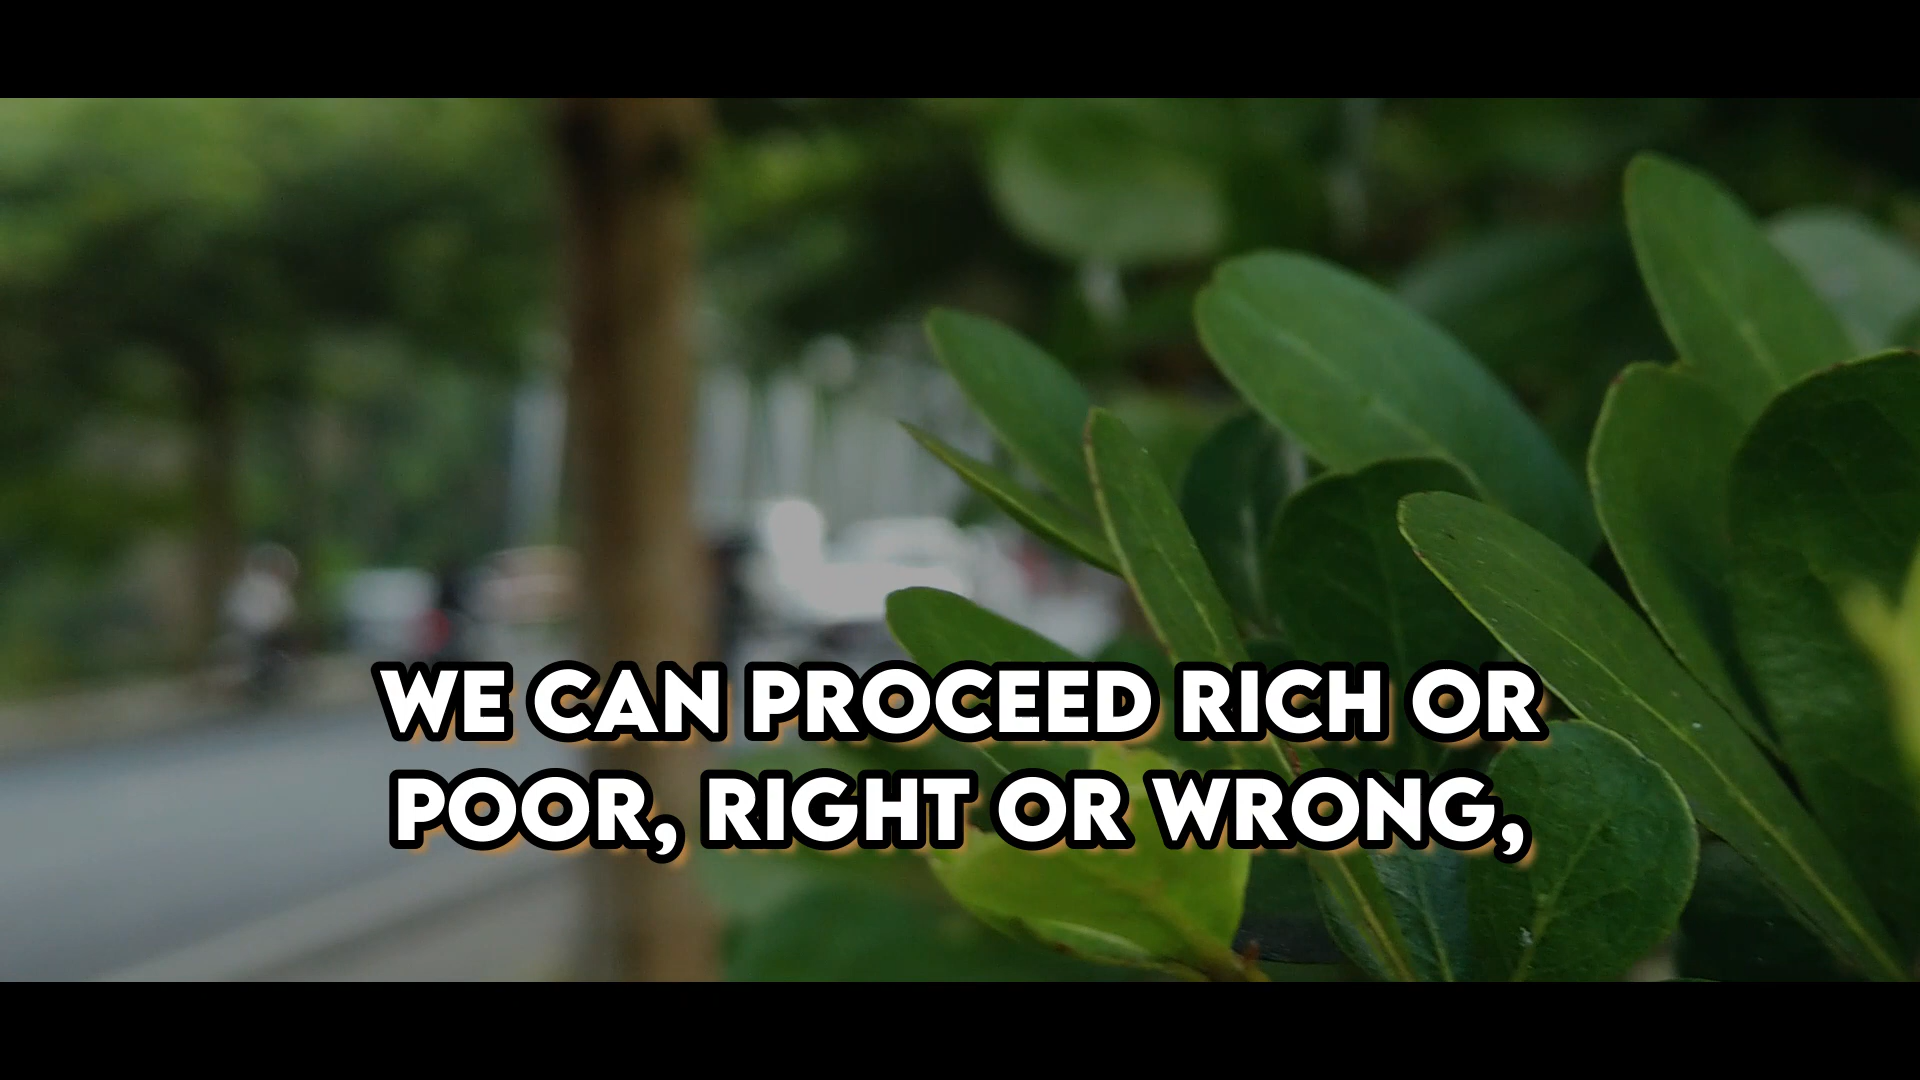 WE CAN PROCEED RICH OR
POOR, RIGHT OR WRONG,